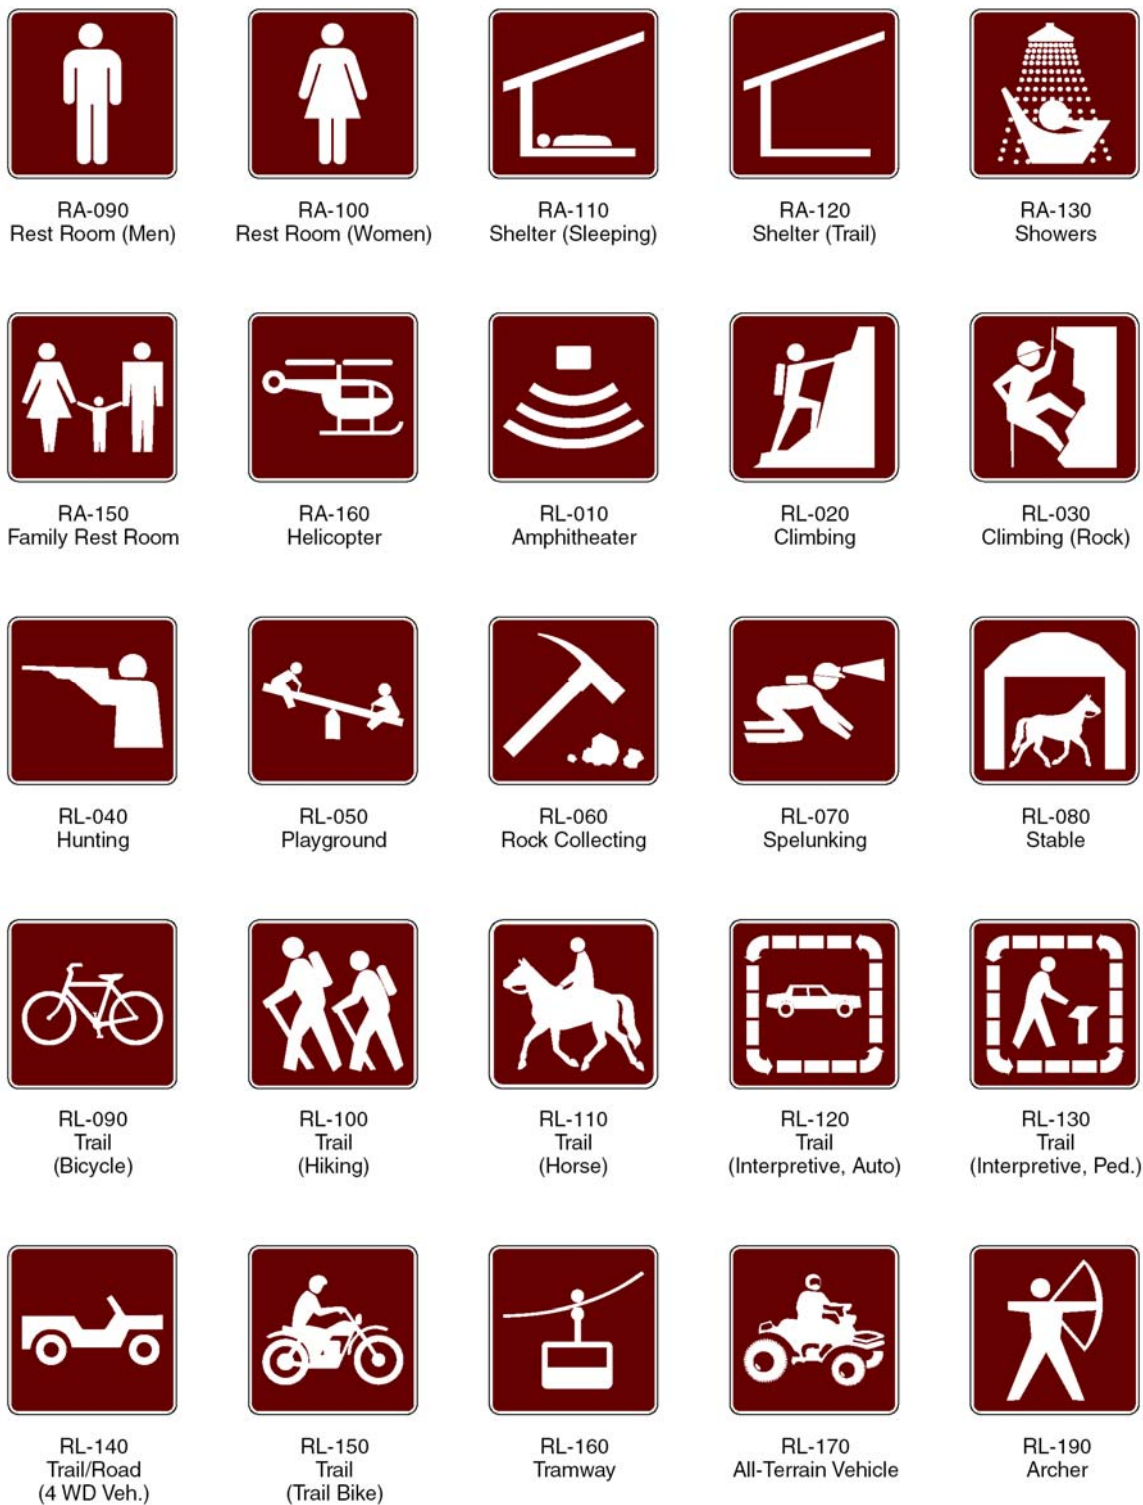 RA-090
Rest Room (Men)
RA-100
Rest Room (Women)
RA-110
Shelter (Sleeping)
RA-120
Shelter (Trail)
RA-130
Showers
RA-150
Family Rest Room
RA-160
Helicopter
RL-010
Amphitheater
RL-020
Climbing
RL-030
Climbing (Rock)
RL-040
Hunting
RL-050
Playground
RL-060
Rock Collecting
RL-070
Spelunking
RL-080
Stable
RL-090
Trail
(Bicycle)
RL-100
Trail
(Hiking)
RL-110
Trail
(Horse)
RL-120
Trail
(Interpretive, Auto)
RL-130
Trail
(Interpretive, Ped.)
RL-140
Trail/Road
(4 WD Veh.)
RL-150
Trail
(Trail Bike)
RL-160
Tramway
RL-170
All-Terrain Vehicle
RL-190
Archer